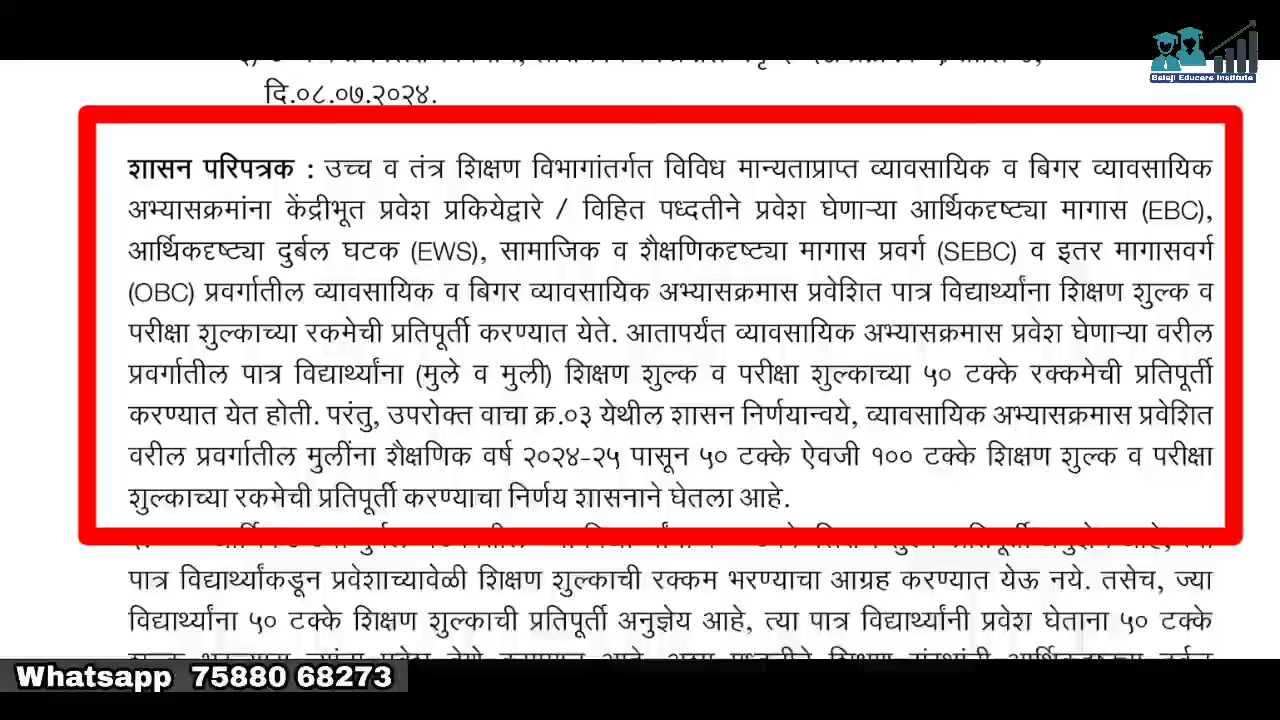 Balaji Educare Institute
दि.०८.०७.२०२४.
शासन परिपत्रक : उच्च व तंत्र शिक्षण विभागांतर्गत विविध मान्यताप्राप्त व्यावसायिक व बिगर व्यावसायिक
अभ्यासक्रमांना केंद्रीभूत प्रवेश प्रकियेद्वारे / विहित पध्दतीने प्रवेश घेणाऱ्या आर्थिकदृष्ट्या मागास (EBC),
आर्थिकदृष्ट्या दुर्बल घटक (EWS), सामाजिक व शैक्षणिकदृष्ट्या मागास प्रवर्ग (SEBC) व इतर मागासवर्ग
(OBC) प्रवर्गातील व्यावसायिक व बिगर व्यावसायिक अभ्यासक्रमास प्रवेशित पात्र विद्यार्थ्यांना शिक्षण शुल्क व
परीक्षा शुल्काच्या रकमेची प्रतिपूर्ती करण्यात येते. आतापर्यंत व्यावसायिक अभ्यासक्रमास प्रवेश घेणाऱ्या वरील
प्रवर्गातील पात्र विद्यार्थ्यांना (मुले व मुली) शिक्षण शुल्क व परीक्षा शुल्काच्या ५० टक्के रक्कमेची प्रतिपूर्ती
करण्यात येत होती. परंतु, उपरोक्त वाचा क्र.०३ येथील शासन निर्णयान्वये, व्यावसायिक अभ्यासक्रमास प्रवेशित
वरील प्रवर्गातील मुलींना शैक्षणिक वर्ष २०२४-२५ पासून ५० टक्के ऐवजी १०० टक्के शिक्षण शुल्क व परीक्षा
शुल्काच्या रकमेची प्रतिपूर्ती करण्याचा निर्णय शासनाने घेतला आहे.
पात्र विद्यार्थ्यांकडून प्रवेशाच्यावेळी शिक्षण शुल्काची रक्कम भरण्याचा आग्रह करण्यात येऊ नये. तसेच, ज्या
विद्यार्थ्यांना ५० टक्के शिक्षण शुल्काची प्रतिपूर्ती अनुज्ञेय आहे, त्या पात्र विद्यार्थ्यांनी प्रवेश घेताना ५० टक्के
Whatsapp 75880 68273